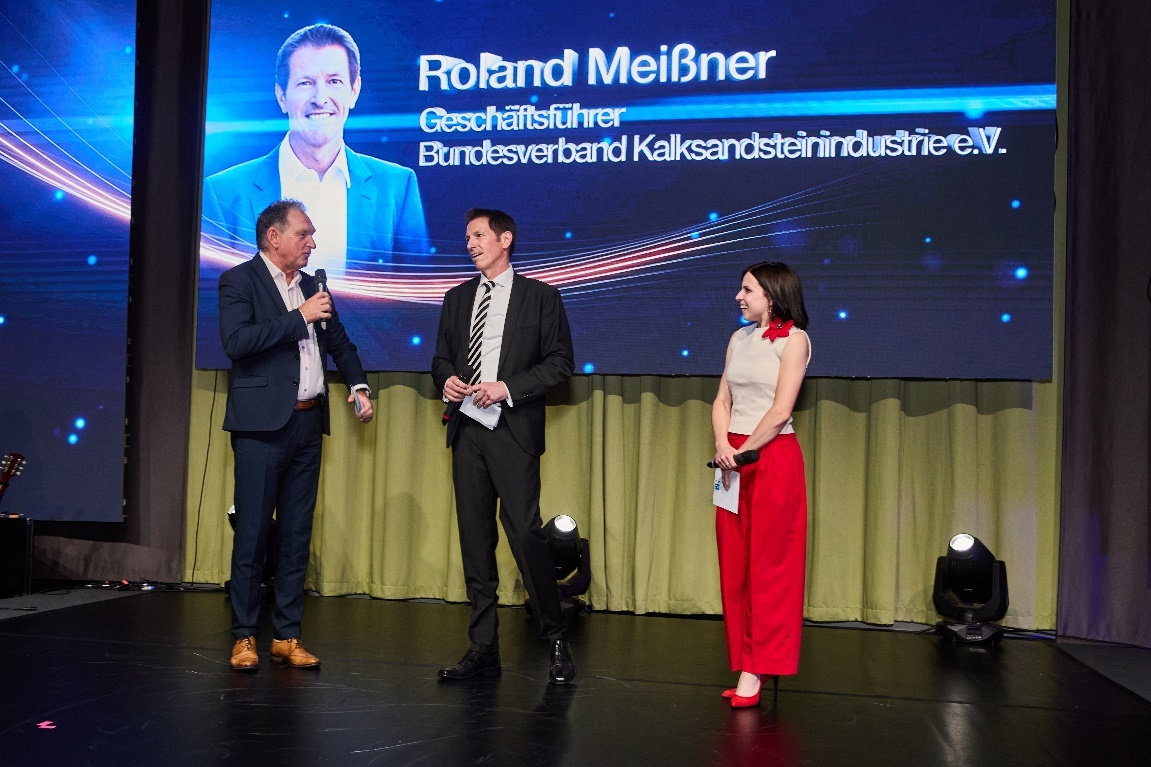 Roland Meißner
Geschäftsführer
Bundesverband Kalksandsteinindustrie e.V.